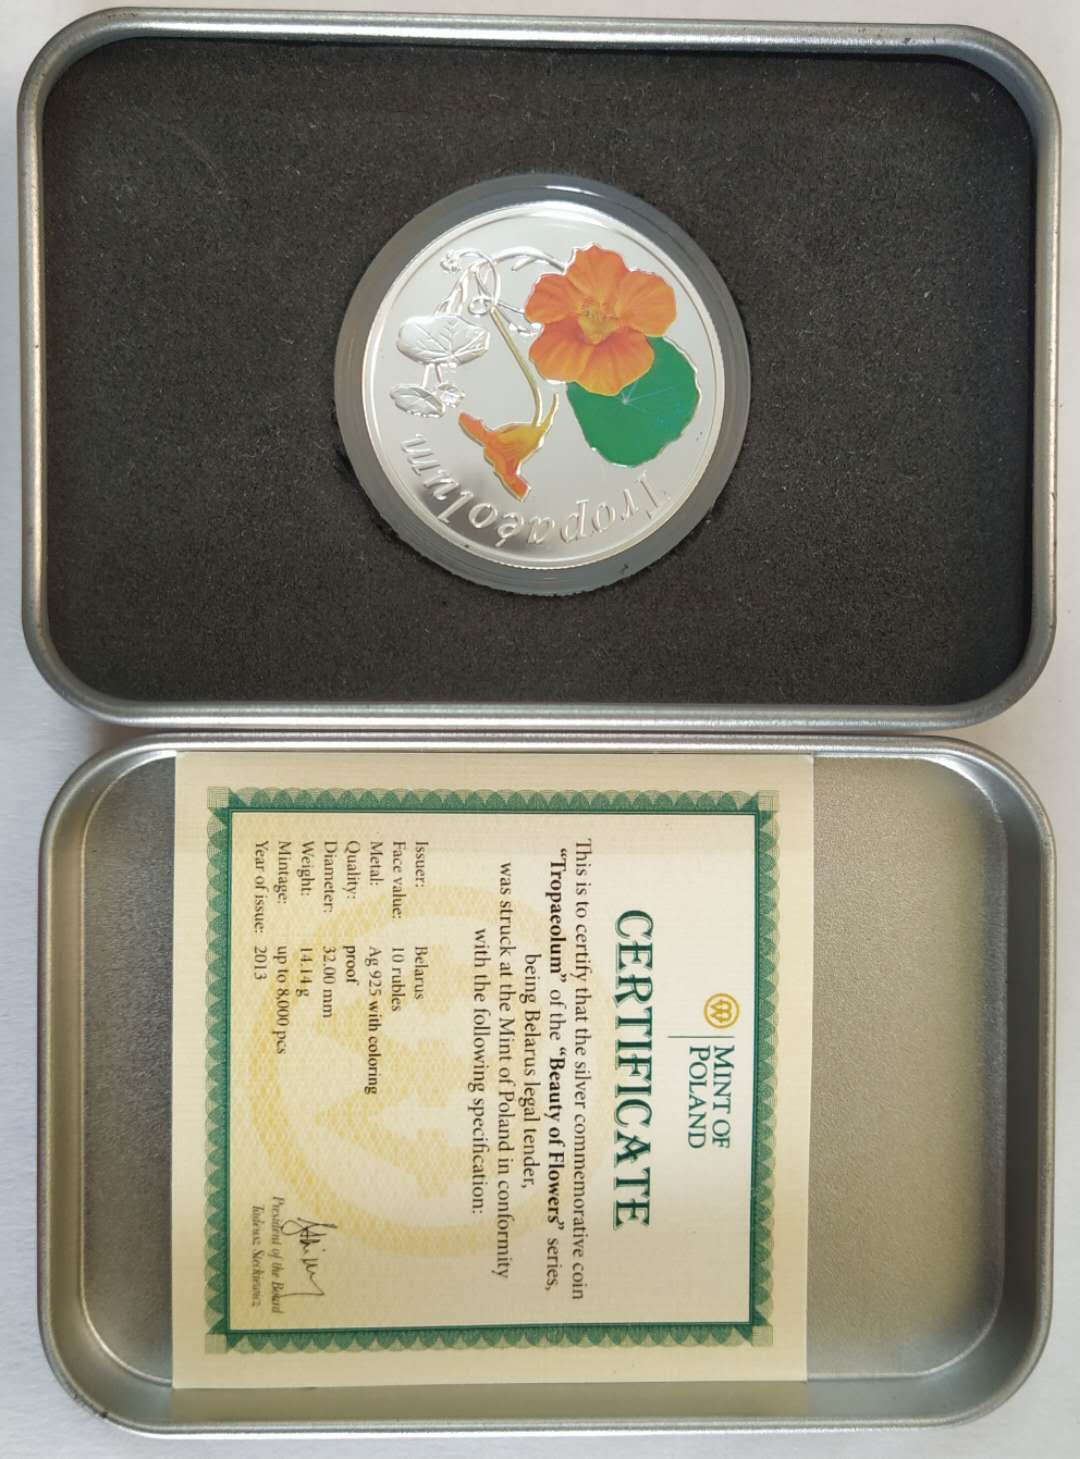 Tropaeolum
MINT OF
POLAND
CERTIFICATE
This is to certify that the silver commemorative coin
“Tropaeolum” of the “Beauty of Flowers” series,
being Belarus legal tender,
was struck at the Mint of Poland in conformity
with the following specification:
Issuer: Belarus
Face value: 10 rubles
Metal: Ag 925 with coloring
Quality: proof
Diameter: 32.00 mm
Weight: 14.14 g
Mintage: up to 8,000 pcs
Year of issue: 2013
President of the Board
Tadeusz Steckiewicz